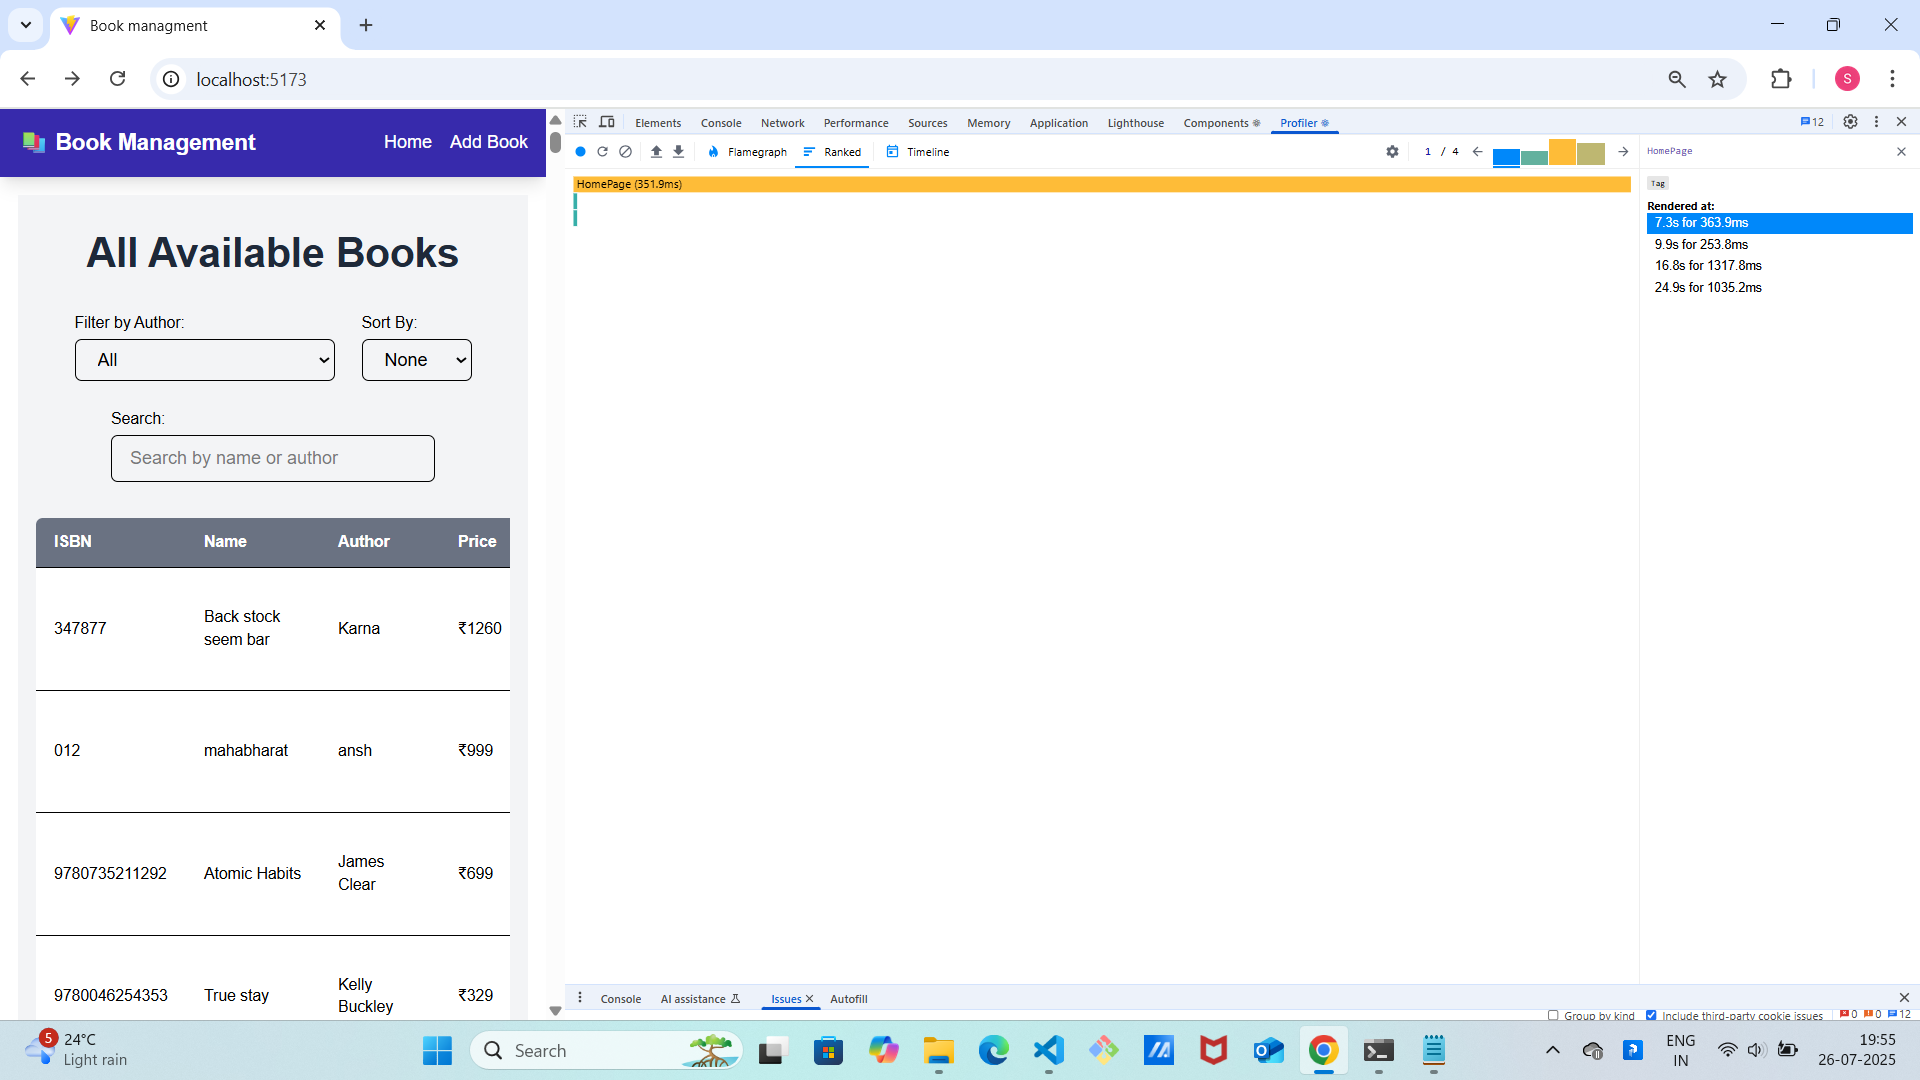 Book managment
localhost:5173
S
Book Management
Home
Add Book
All Available Books
Filter by Author:
Sort By:
All
None
Search:
Search by name or author
ISBN
Name
Author
Price
347877
Back stock
seem bar
Karna
₹1260
012
mahabharat
ansh
₹999
9780735211292
Atomic Habits
James
Clear
₹699
9780046254353
True stay
Kelly
Buckley
₹329
Elements
Console
Network
Performance
Sources
Memory
Application
Lighthouse
Components
Profiler
12
Flamegraph
Ranked
Timeline
1 / 4
HomePage
HomePage (351.9ms)
Tag
Rendered at:
7.3s for 363.9ms
9.9s for 253.8ms
16.8s for 1317.8ms
24.9s for 1035.2ms
Console
AI assistance
Issues
Autofill
Group by kind
Include third-party cookie issues
0
0
12
5
24°C
Light rain
Search
ENG
IN
19:55
26-07-2025